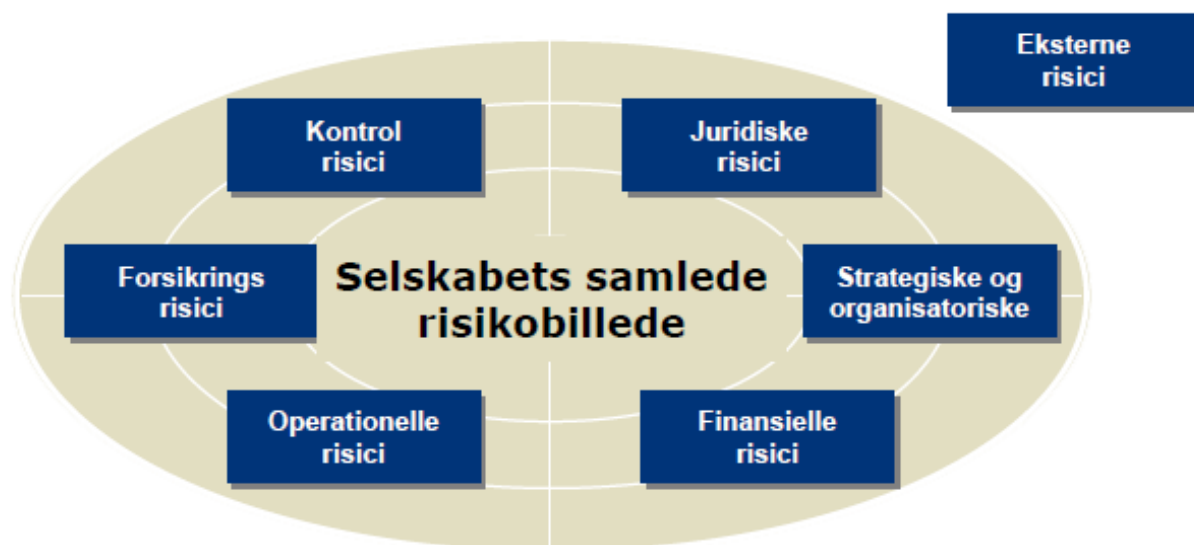 Eksterne
risici
Kontrol
risici
Juridiske
risici
Forsikrings
risici
Selskabets samlede
risikobillede
Strategiske og
organisatoriske
Operationelle
risici
Finansielle
risici